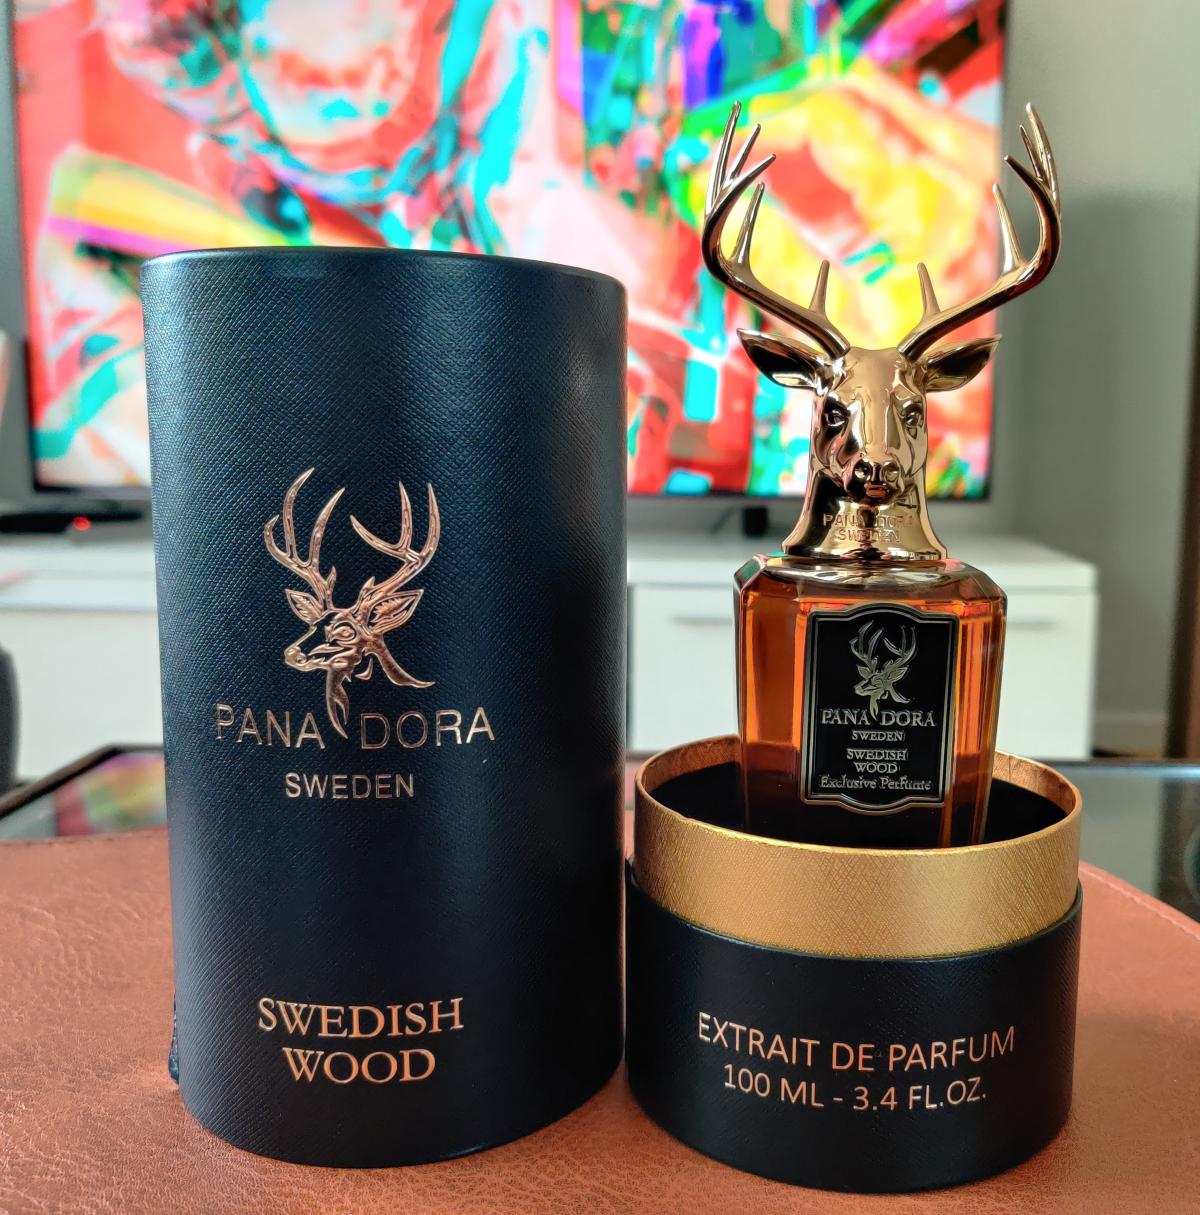 PANA DORA
SWEDEN
SWEDISH
WOOD
PANA DORA
SWEDEN
PANA DORA
SWEDEN
SWEDISH
WOOD
Exclusive Perfume
EXTRAIT DE PARFUM
100 ML - 3.4 FL.OZ.